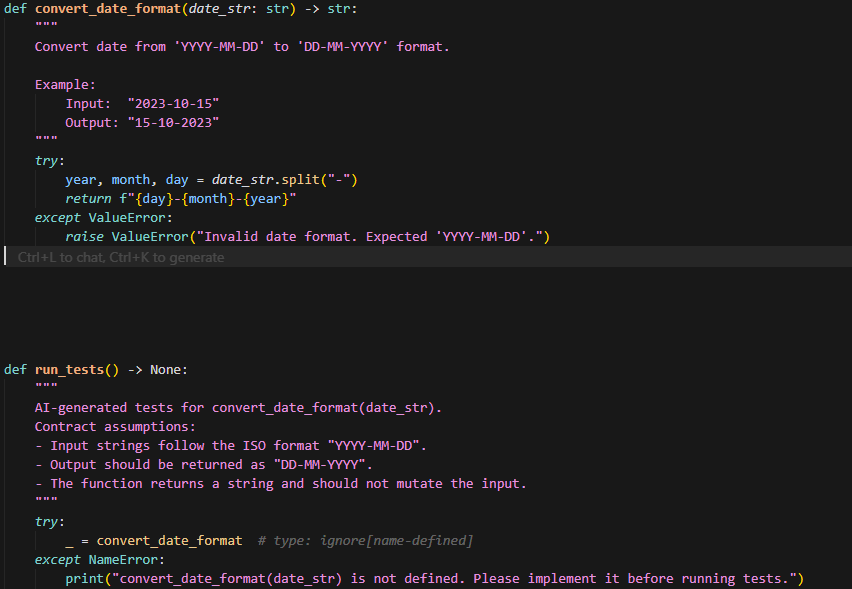 def convert_date_format(date_str: str) -> str:
    """
    Convert date from 'YYYY-MM-DD' to 'DD-MM-YYYY' format.
    Example:
        Input:  "2023-10-15"
        Output: "15-10-2023"
    """
    try:
        year, month, day = date_str.split("-")
        return f"{day}-{month}-{year}"
    except ValueError:
        raise ValueError("Invalid date format. Expected 'YYYY-MM-DD'.")
Ctrl+L to chat, Ctrl+K to generate
def run_tests() -> None:
    """
    AI-generated tests for convert_date_format(date_str).
    Contract assumptions:
    - Input strings follow the ISO format "YYYY-MM-DD".
    - Output should be returned as "DD-MM-YYYY".
    - The function returns a string and should not mutate the input.
    """
    try:
        _ = convert_date_format  # type: ignore[name-defined]
    except NameError:
        print("convert_date_format(date_str) is not defined. Please implement it before running tests.")